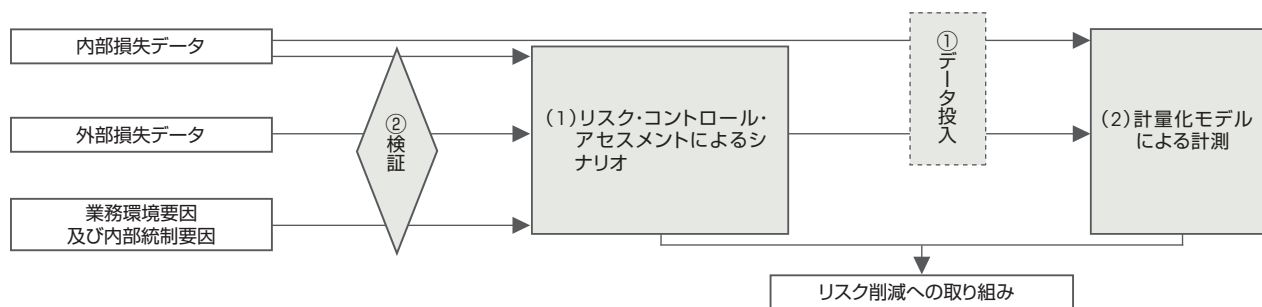 内部損失データ
外部損失データ
業務環境要因
及び内部統制要因
②検証
(1)リスク・コントロール・
アセスメントによるシ
ナリオ
①データ投入
(2)計量化モデル
による計測
リスク削減への取り組み